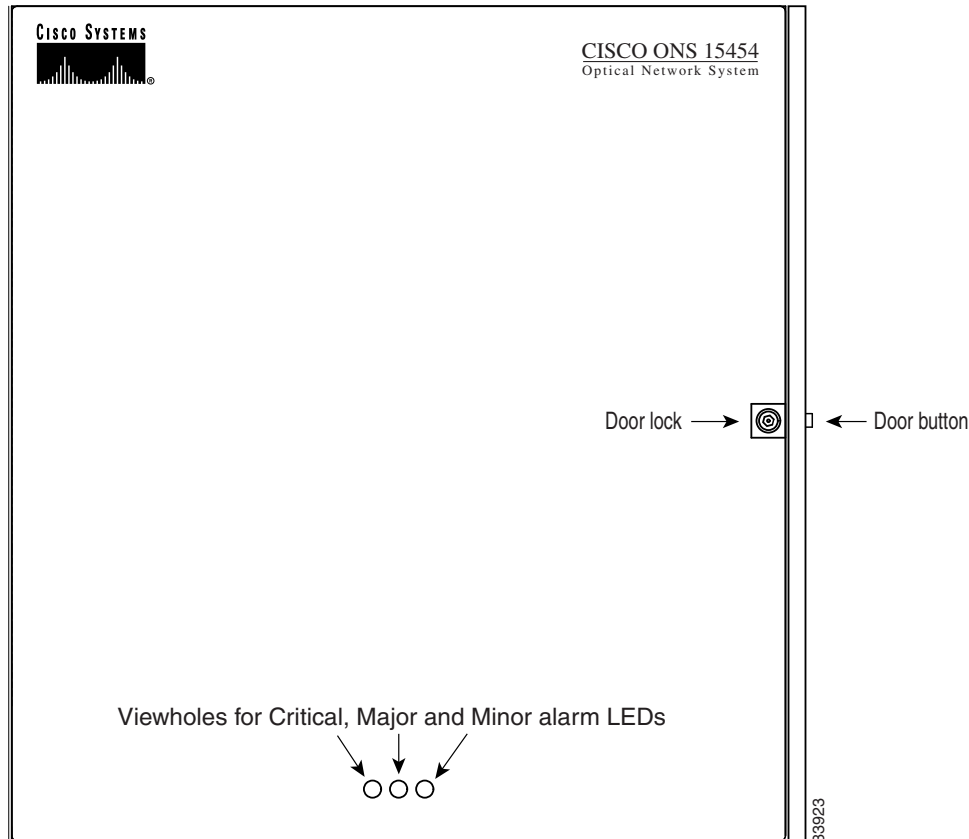 CISCO SYSTEMS
®
CISCO ONS 15454
Optical Network System
Door lock
Door button
Viewholes for Critical, Major and Minor alarm LEDs
33923